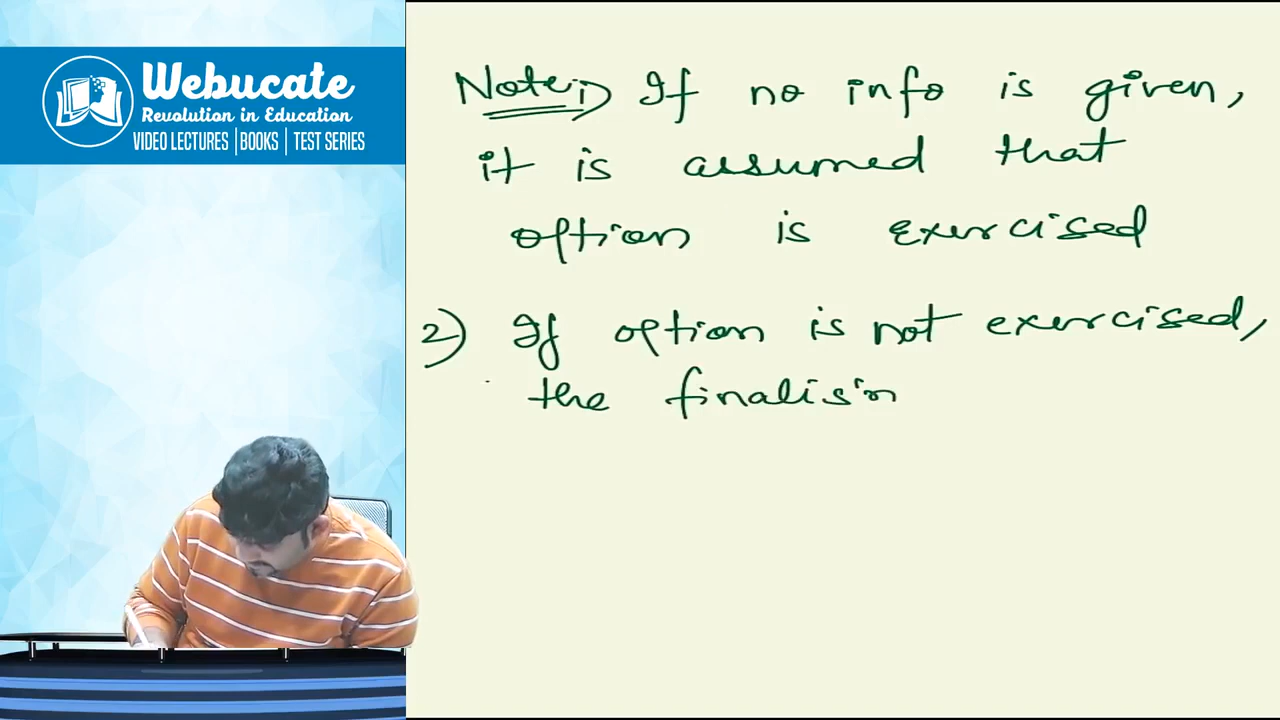 Webucate
Revolution in Education
VIDEO LECTURES | BOOKS | TEST SERIES
Note:1) If no info is given,
it is assumed that
option is exercised
2) If option is not exercised,
the finalis'n